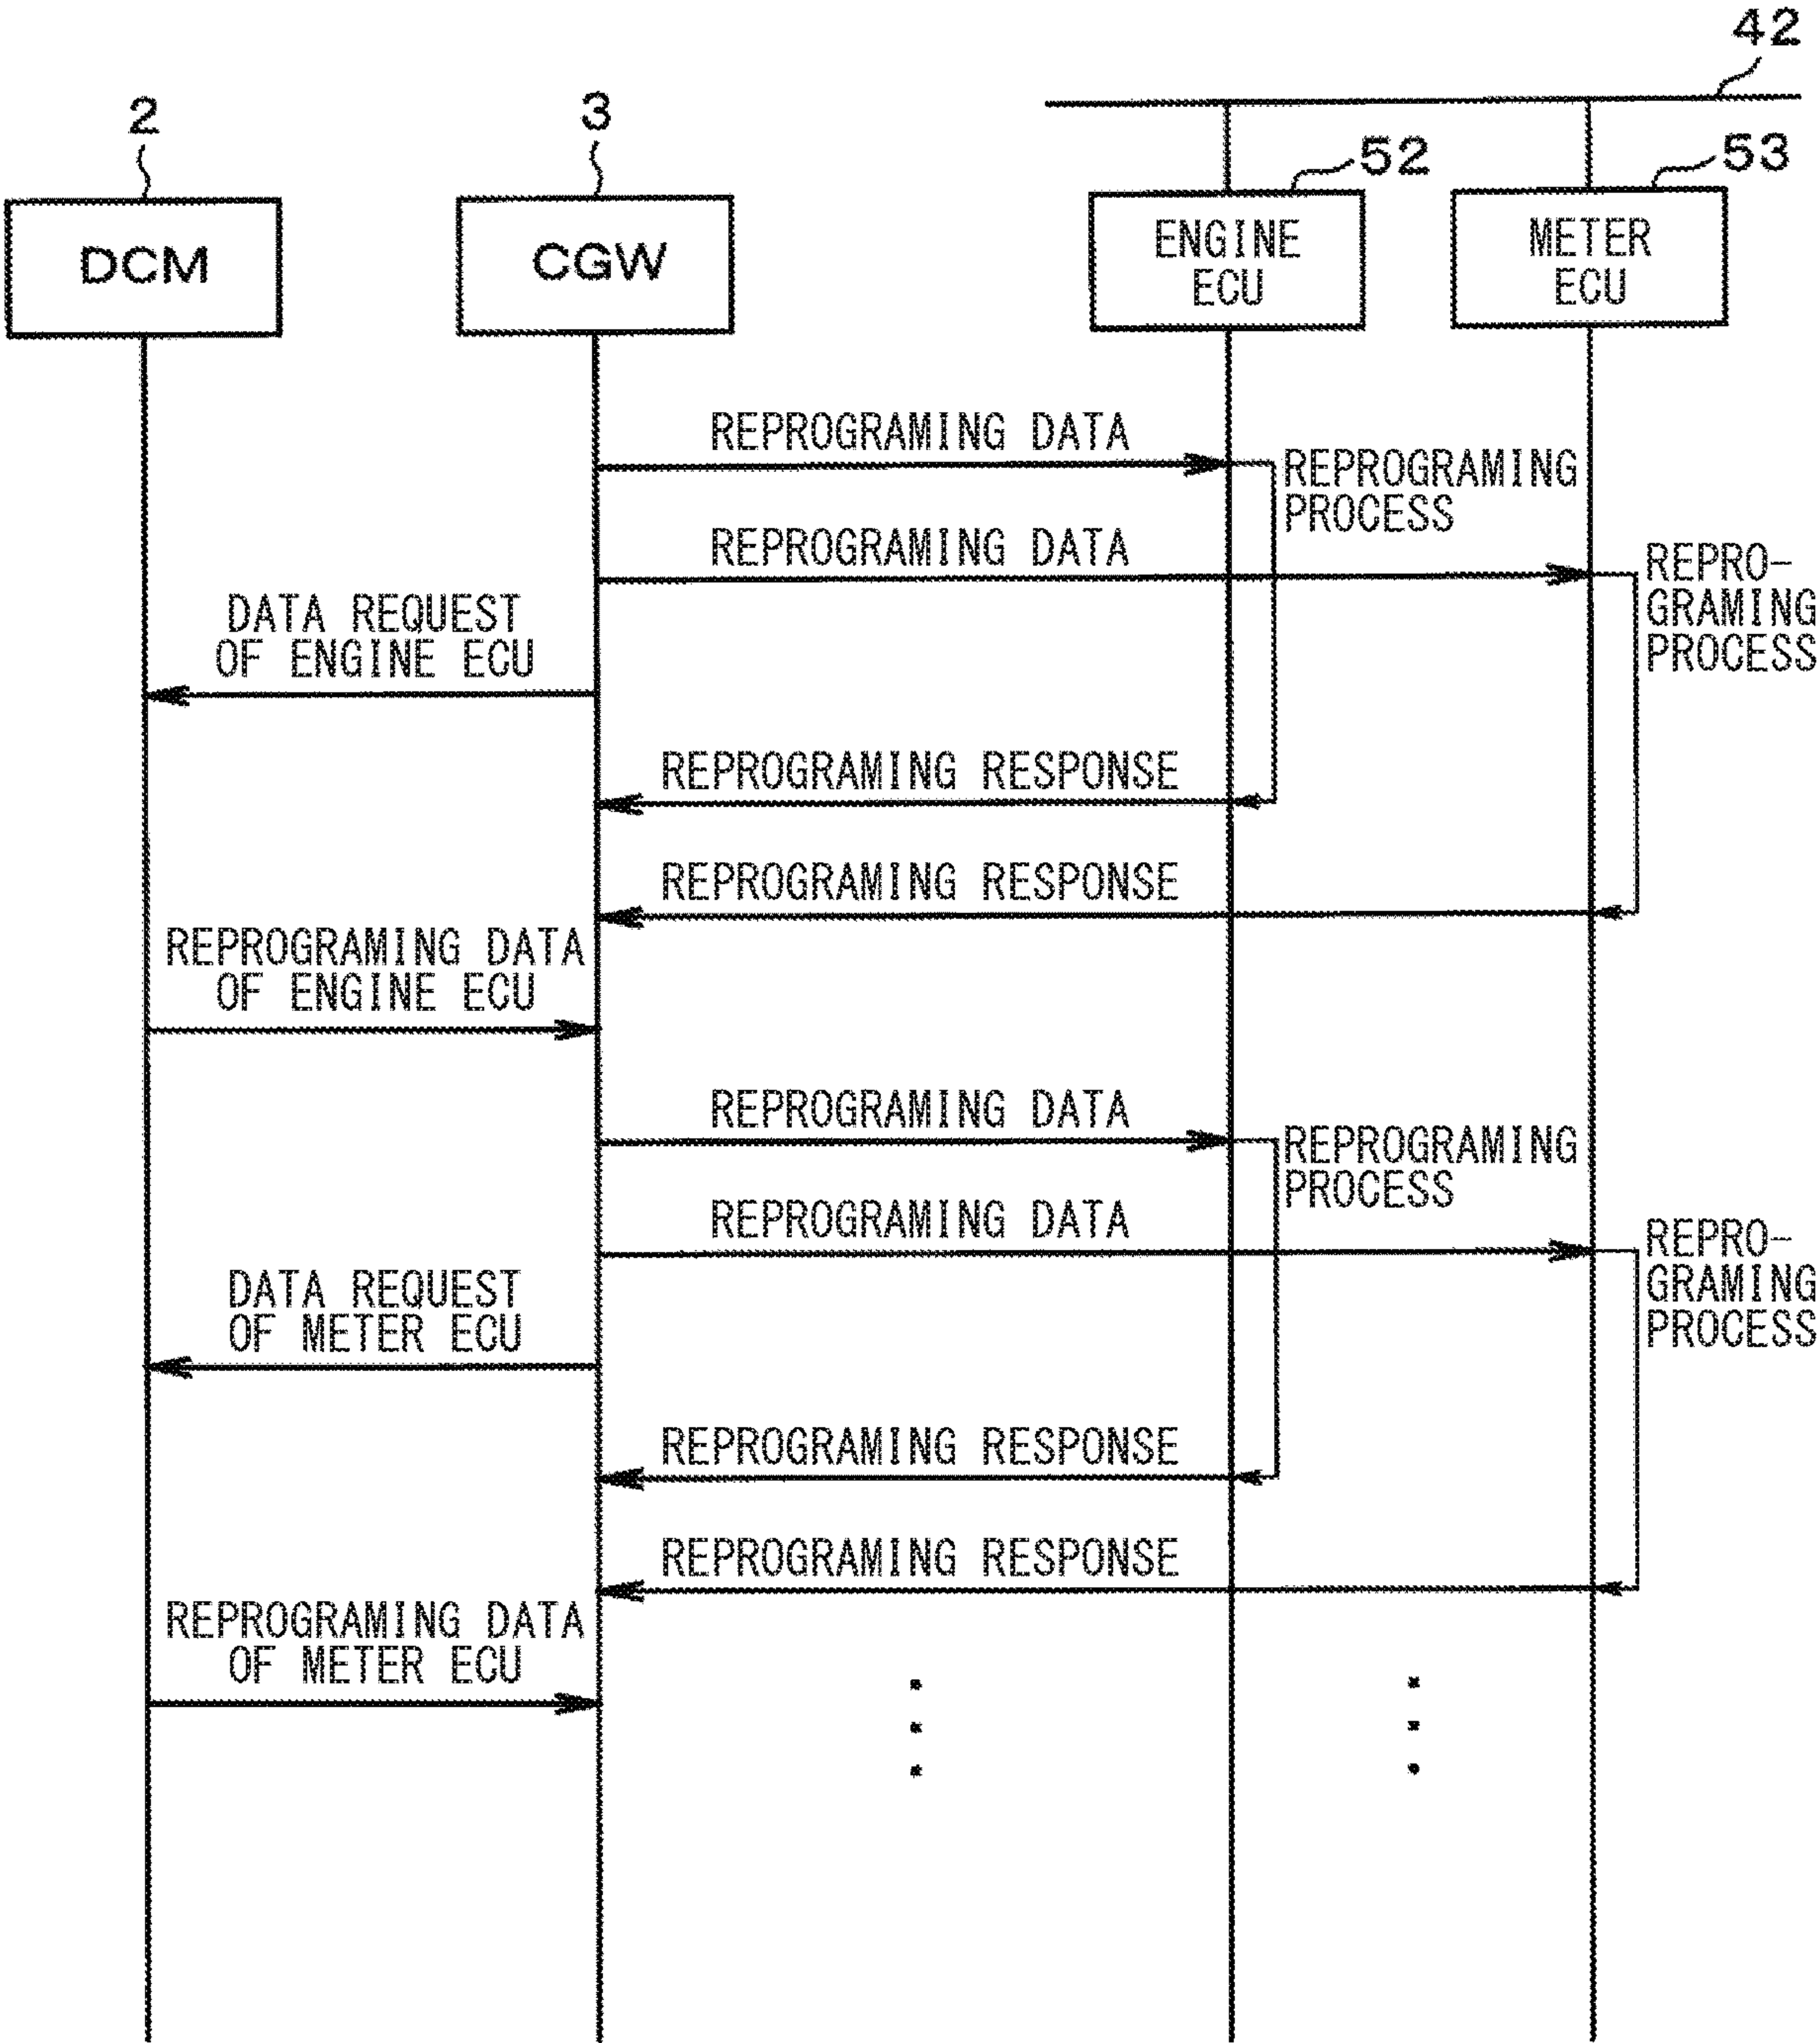 42
2
3
52
53
DCM
CGW
ENGINE
ECU
METER
ECU
REPROGRAMING DATA
REPROGRAMING
PROCESS
REPROGRAMING DATA
REPRO-
GRAMING
PROCESS
DATA REQUEST
OF ENGINE ECU
REPROGRAMING RESPONSE
REPROGRAMING RESPONSE
REPROGRAMING DATA
OF ENGINE ECU
REPROGRAMING DATA
REPROGRAMING
PROCESS
REPROGRAMING DATA
REPRO-
GRAMING
PROCESS
DATA REQUEST
OF METER ECU
REPROGRAMING RESPONSE
REPROGRAMING RESPONSE
REPROGRAMING DATA
OF METER ECU